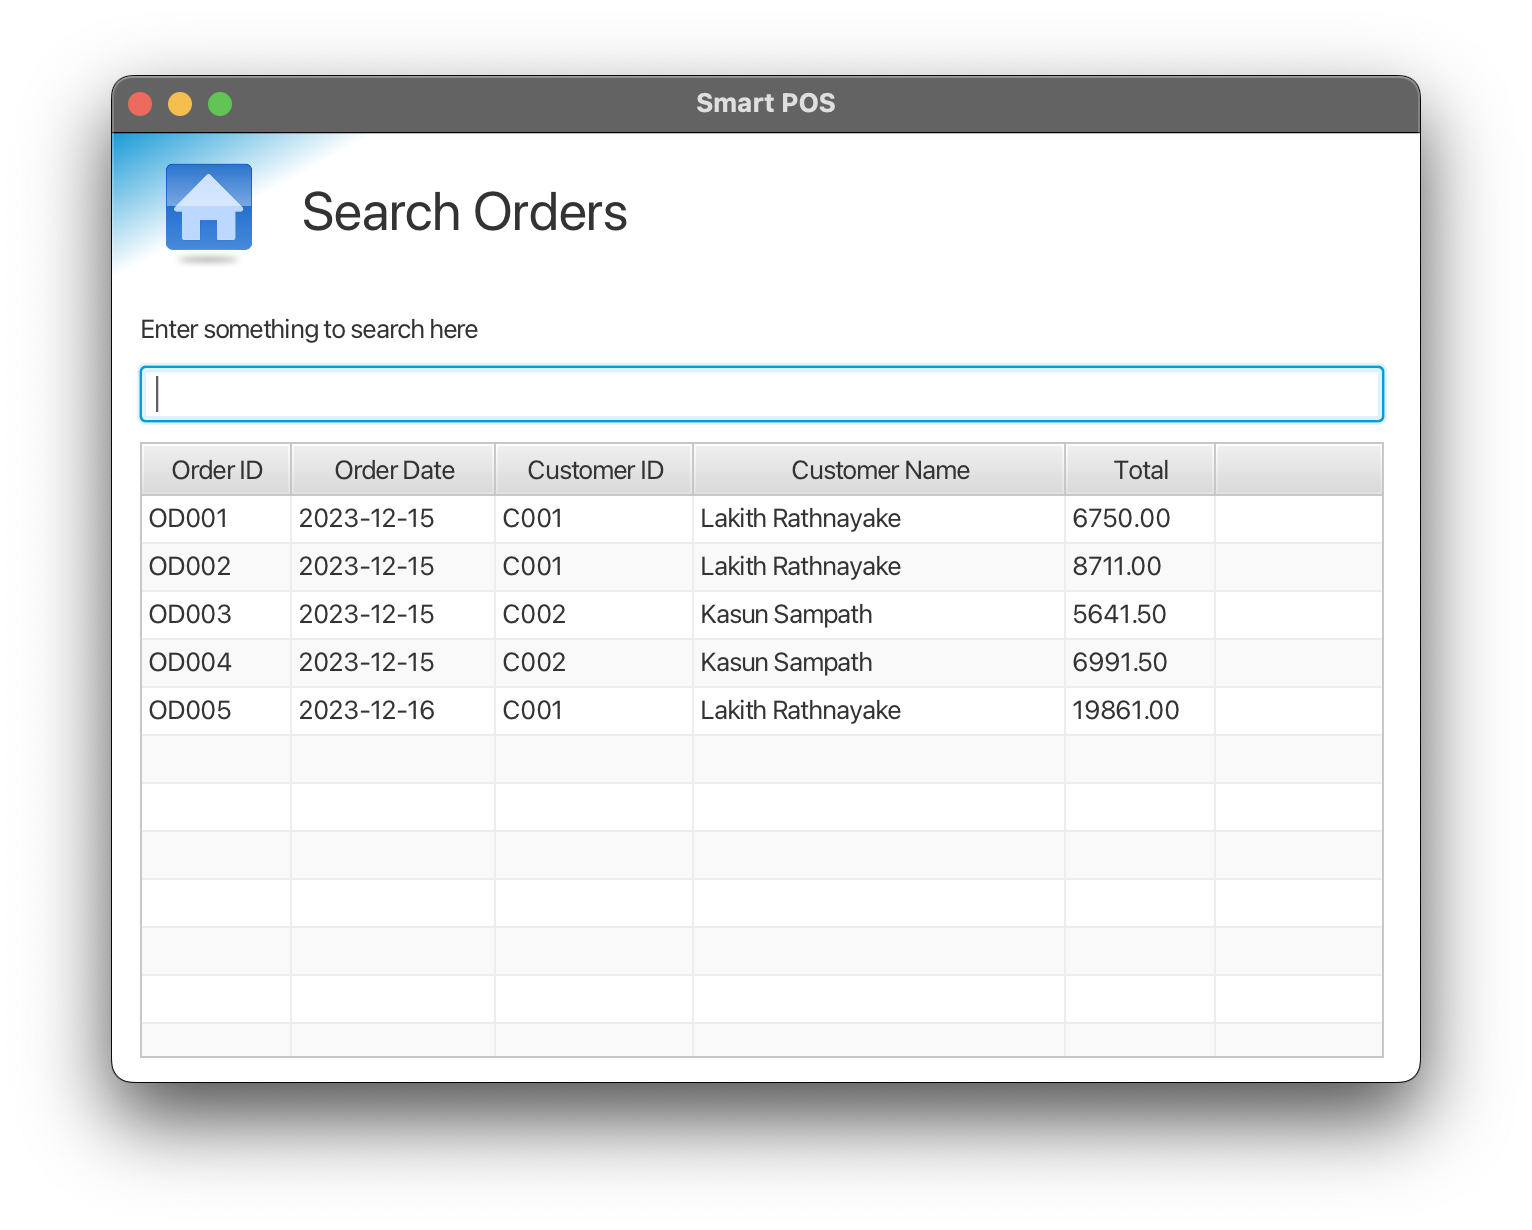 Smart POS
Search Orders
Enter something to search here
Order ID Order Date Customer ID Customer Name Total
OD001 2023-12-15 C001 Lakith Rathnayake 6750.00
OD002 2023-12-15 C001 Lakith Rathnayake 8711.00
OD003 2023-12-15 C002 Kasun Sampath 5641.50
OD004 2023-12-15 C002 Kasun Sampath 6991.50
OD005 2023-12-16 C001 Lakith Rathnayake 19861.00